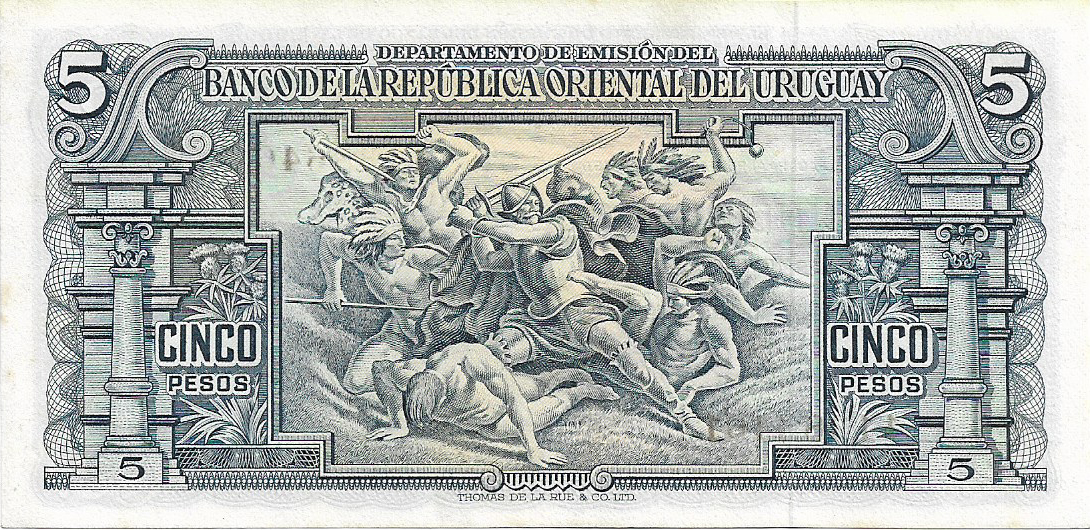 5 5
DEPARTAMENTO DE EMISIÓN DEL
BANCO DE LA REPÚBLICA ORIENTAL DEL URUGUAY
CINCO PESOS
CINCO PESOS
5 5
THOMAS DE LA RUE & CO. LTD.